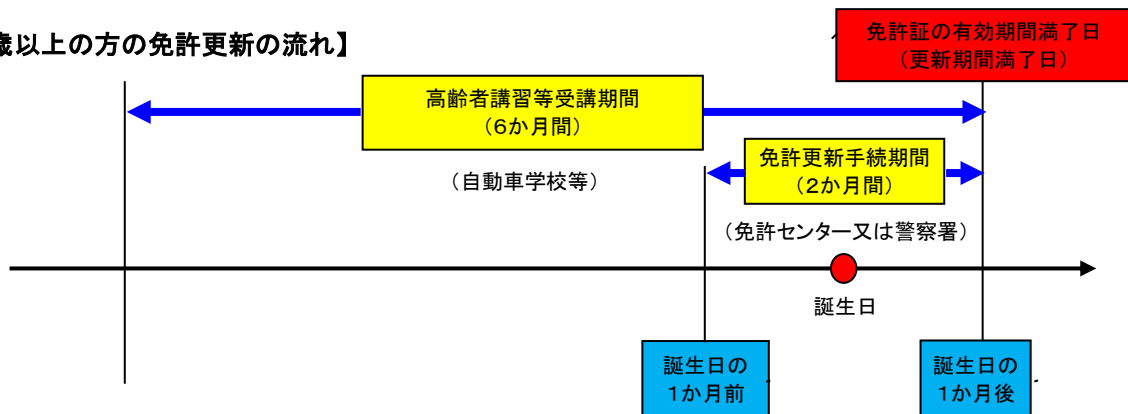 歳以上の方の免許更新の流れ】
免許証の有効期間満了日
（更新期間満了日）
高齢者講習等受講期間
（６か月間）
（自動車学校等）
免許更新手続期間
（２か月間）
（免許センター又は警察署）
誕生日
誕生日の
１か月前
誕生日の
１か月後